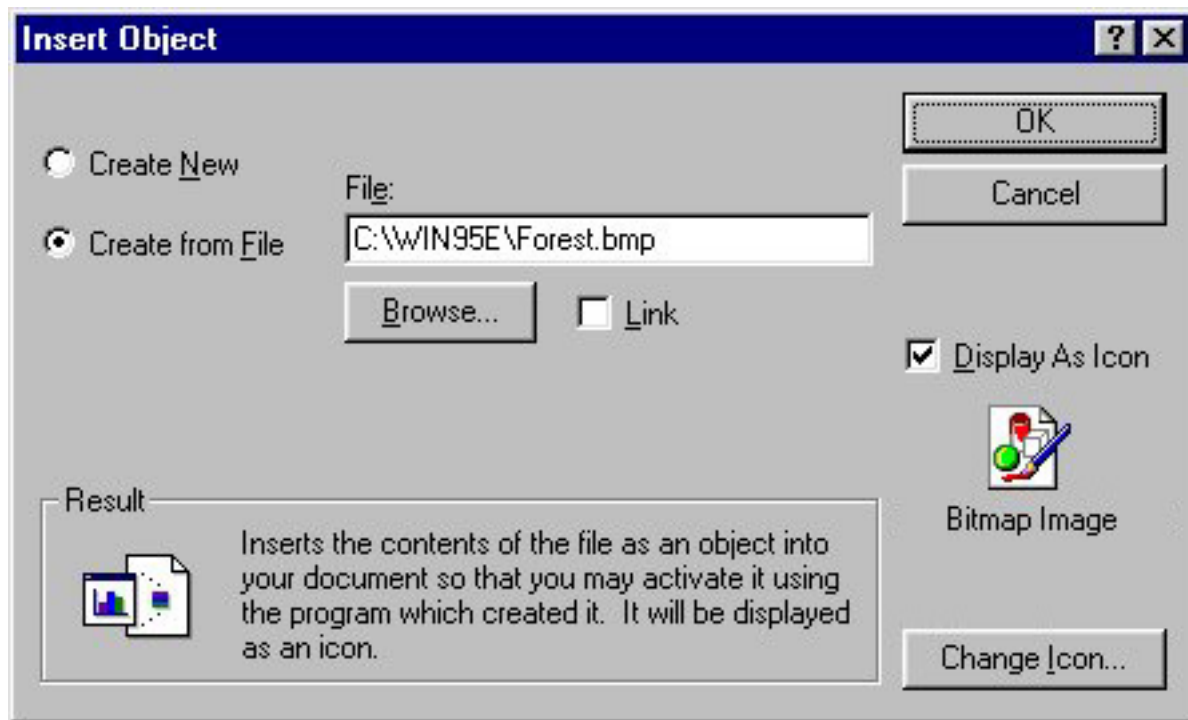 Insert Object
Create New
Create from File
File:
C:\WIN95E\Forest.bmp
Browse...
Link
OK
Cancel
Display As Icon
Bitmap Image
Change Icon...
Result
Inserts the contents of the file as an object into
your document so that you may activate it using
the program which created it.  It will be displayed
as an icon.